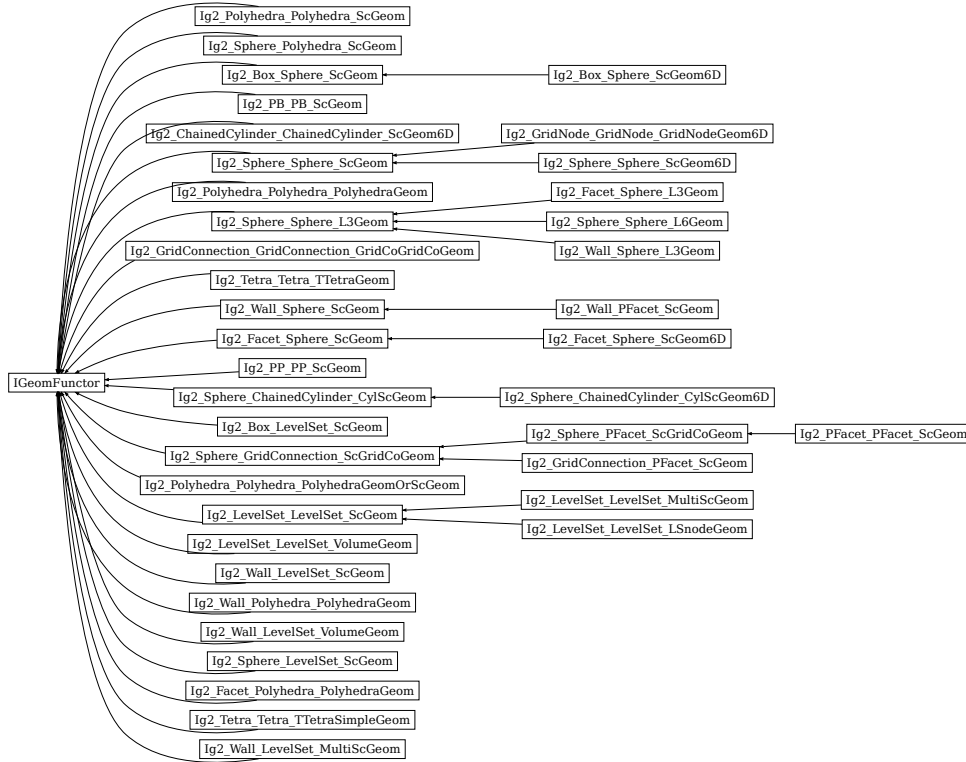 Ig2_Polyhedra_Polyhedra_ScGeom
Ig2_Sphere_Polyhedra_ScGeom
Ig2_Box_Sphere_ScGeom
Ig2_Box_Sphere_ScGeom6D
Ig2_PB_PB_ScGeom
Ig2_ChainedCylinder_ChainedCylinder_ScGeom6D
Ig2_GridNode_GridNode_GridNodeGeom6D
Ig2_Sphere_Sphere_ScGeom
Ig2_Sphere_Sphere_ScGeom6D
Ig2_Polyhedra_Polyhedra_PolyhedraGeom
Ig2_Facet_Sphere_L3Geom
Ig2_Sphere_Sphere_L3Geom
Ig2_Sphere_Sphere_L6Geom
Ig2_GridConnection_GridConnection_GridCoGridCoGeom
Ig2_Wall_Sphere_L3Geom
Ig2_Tetra_Tetra_TTetraGeom
Ig2_Wall_Sphere_ScGeom
Ig2_Wall_PFacet_ScGeom
Ig2_Facet_Sphere_ScGeom
Ig2_Facet_Sphere_ScGeom6D
Ig2_PP_PP_ScGeom
IGeomFunctor
Ig2_Sphere_ChainedCylinder_CylScGeom
Ig2_Sphere_ChainedCylinder_CylScGeom6D
Ig2_Box_LevelSet_ScGeom
Ig2_Sphere_PFacet_ScGridCoGeom
Ig2_PFacet_PFacet_ScGeom
Ig2_Sphere_GridConnection_ScGridCoGeom
Ig2_GridConnection_PFacet_ScGeom
Ig2_Polyhedra_Polyhedra_PolyhedraGeomOrScGeom
Ig2_LevelSet_LevelSet_MultiScGeom
Ig2_LevelSet_LevelSet_ScGeom
Ig2_LevelSet_LevelSet_LSnodeGeom
Ig2_LevelSet_LevelSet_VolumeGeom
Ig2_Wall_LevelSet_ScGeom
Ig2_Wall_Polyhedra_PolyhedraGeom
Ig2_Wall_LevelSet_VolumeGeom
Ig2_Sphere_LevelSet_ScGeom
Ig2_Facet_Polyhedra_PolyhedraGeom
Ig2_Tetra_Tetra_TTetraSimpleGeom
Ig2_Wall_LevelSet_MultiScGeom